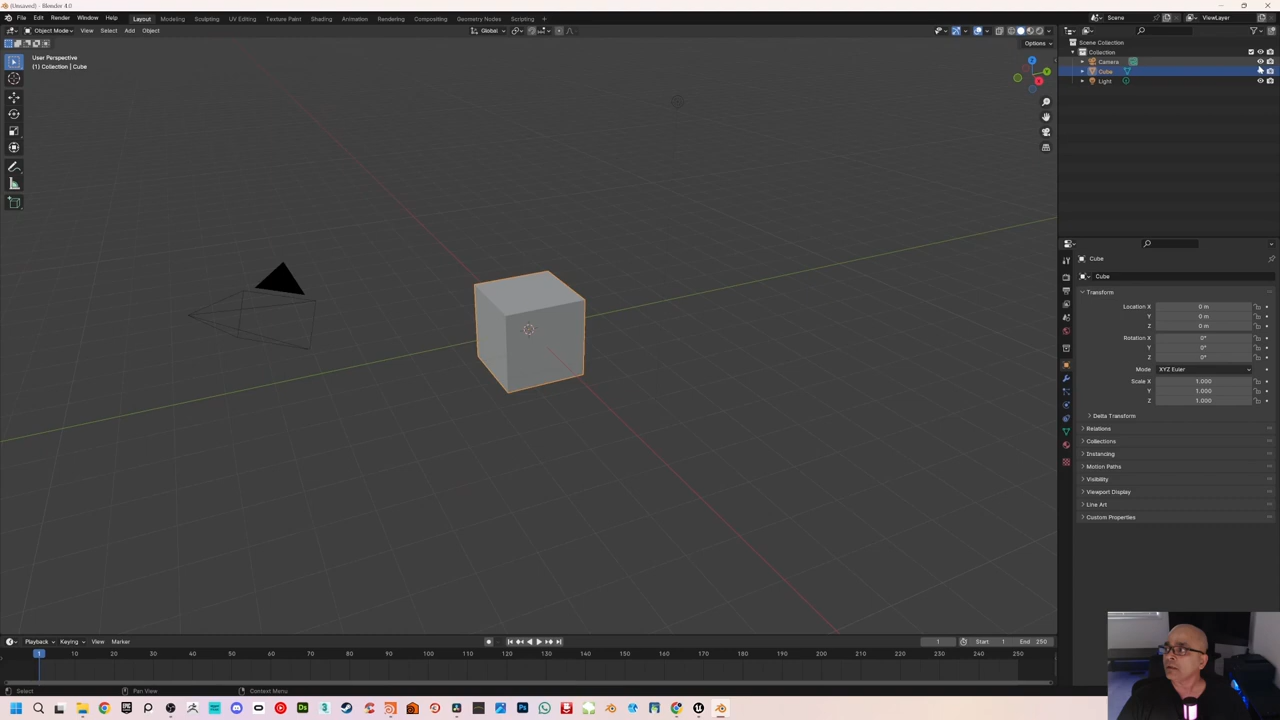 (Unsaved) - Blender 4.0
File Edit Render Window Help Layout Modeling Sculpting UV Editing Texture Paint Shading Animation Rendering Compositing Geometry Nodes Scripting Scene ViewLayer
Object Mode View Select Add Object Global
Options
User Perspective
(1) Collection | Cube
Scene Collection
Collection
Camera
Cube
Light
Cube
Cube
Transform
Location X 0 m
Y 0 m
Z 0 m
Rotation X 0°
Y 0°
Z 0°
Mode XYZ Euler
Scale X 1.000
Y 1.000
Z 1.000
Delta Transform
Relations
Collections
Instancing
Motion Paths
Visibility
Viewport Display
Line Art
Custom Properties
Playback Keying View Marker 1 Start 1 End 250
1 10 20 30 40 50 60 70 80 90 100 110 120 130 140 150 160 170 180 190 200 210 220 230 240 250
Select Pan View Context Menu